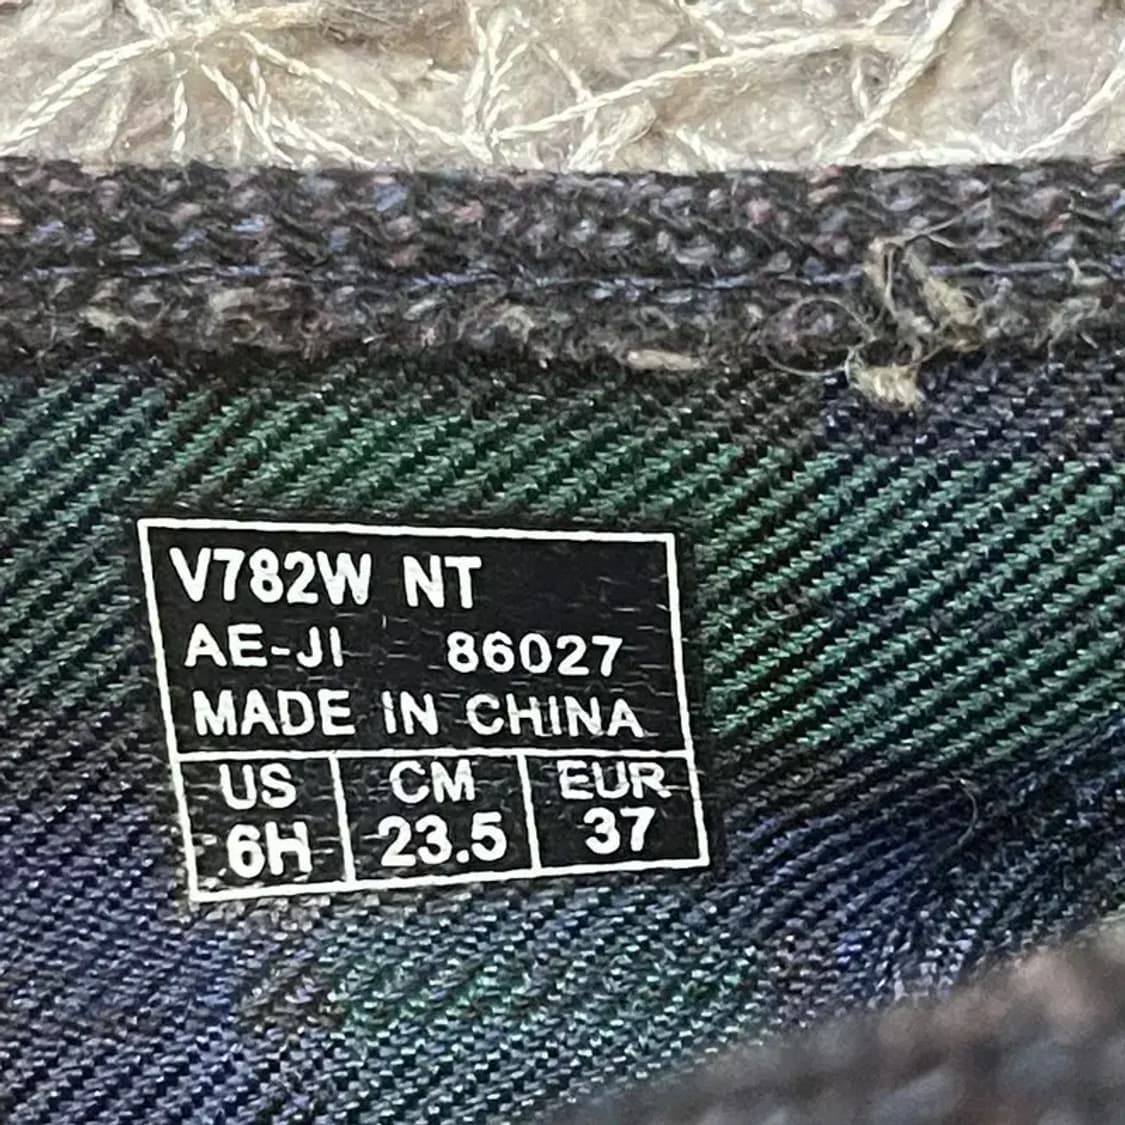 V782W NT
AE-JI 86027
MADE IN CHINA
US CM EUR
6H 23.5 37